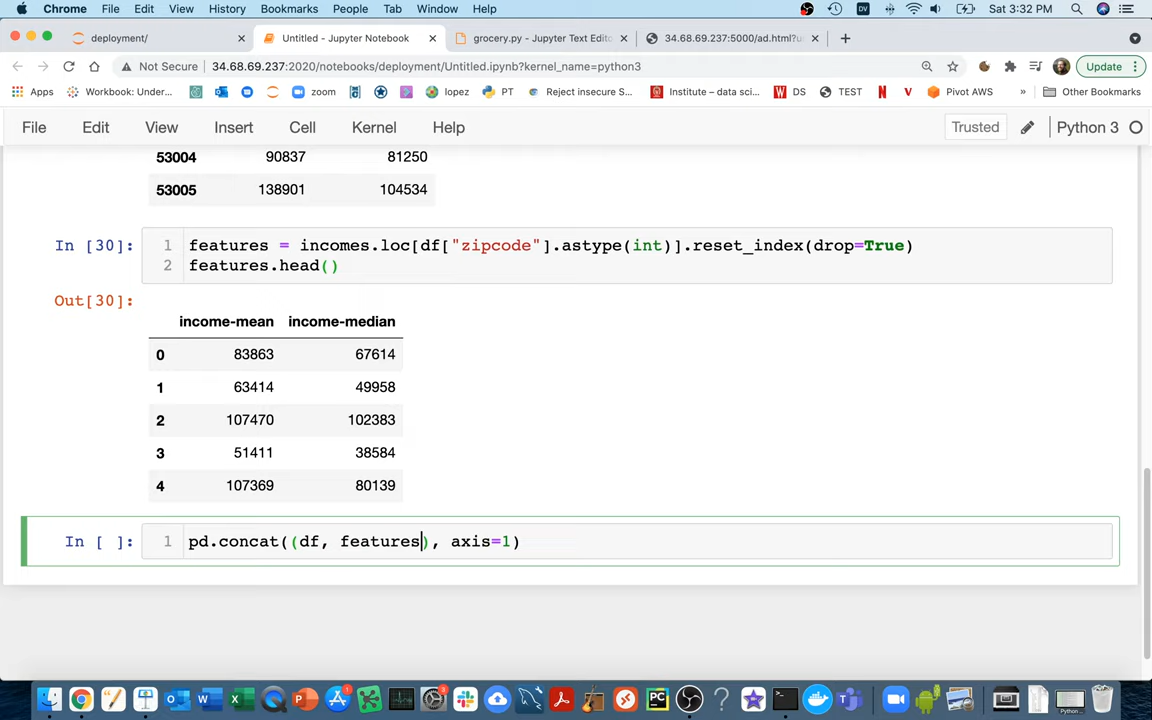 Chrome File Edit View History Bookmarks People Tab Window Help Sat 3:32 PM
deployment/ Untitled - Jupyter Notebook grocery.py - Jupyter Text Edito 34.68.69.237:5000/ad.html?u
Not Secure 34.68.69.237:2020/notebooks/deployment/Untitled.ipynb?kernel_name=python3 Update
Apps Workbook: Under... zoom lopez PT Reject insecure S... Institute – data sci... DS TEST Pivot AWS » Other Bookmarks
File Edit View Insert Cell Kernel Help Trusted Python 3
53004 90837 81250
53005 138901 104534
In [30]: 1 features = incomes.loc[df["zipcode"].astype(int)].reset_index(drop=True)
2 features.head()
Out[30]:
income-mean income-median
0 83863 67614
1 63414 49958
2 107470 102383
3 51411 38584
4 107369 80139
In [ ]: 1 pd.concat((df, features), axis=1)